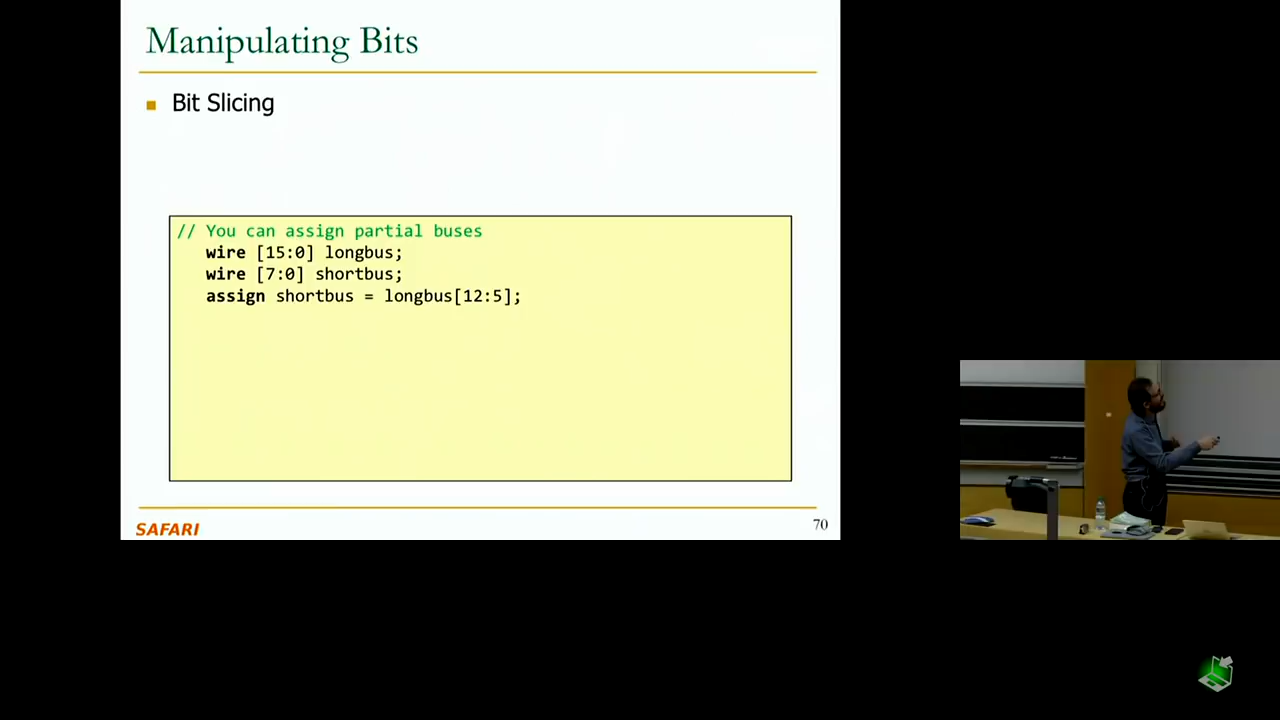 Manipulating Bits
Bit Slicing
// You can assign partial buses
wire [15:0] longbus;
wire [7:0] shortbus;
assign shortbus = longbus[12:5];
SAFARI
70